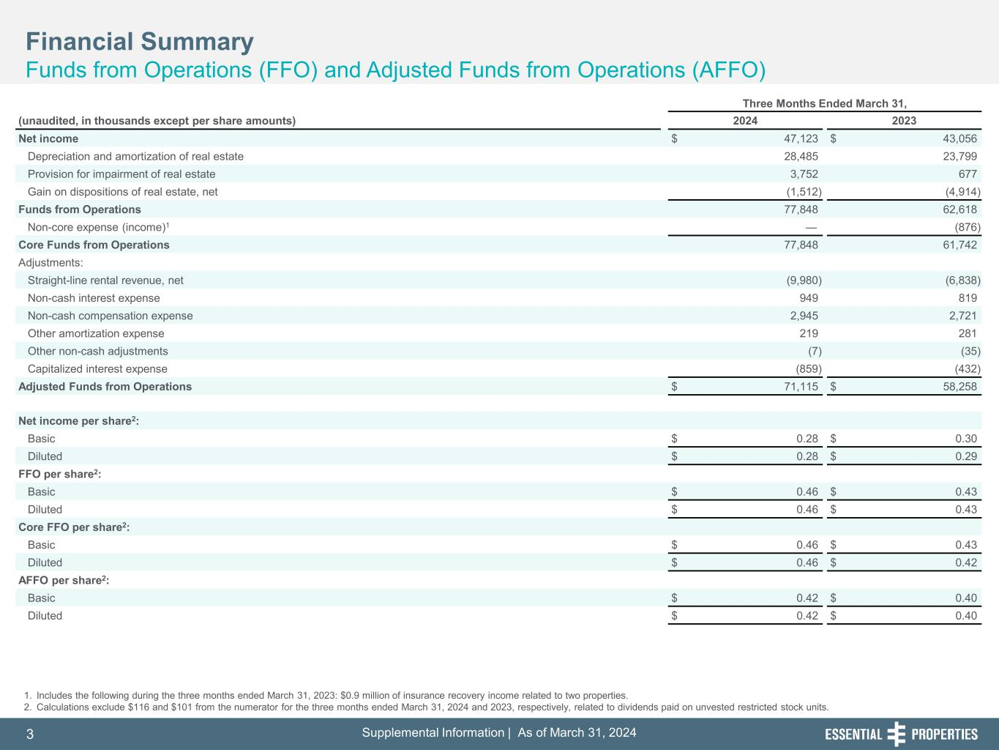 Financial Summary
Funds from Operations (FFO) and Adjusted Funds from Operations (AFFO)
Three Months Ended March 31,
(unaudited, in thousands except per share amounts) 2024 2023
Net income $ 47,123 $ 43,056
Depreciation and amortization of real estate 28,485 23,799
Provision for impairment of real estate 3,752 677
Gain on dispositions of real estate, net (1,512) (4,914)
Funds from Operations 77,848 62,618
Non-core expense (income)¹ — (876)
Core Funds from Operations 77,848 61,742
Adjustments:
Straight-line rental revenue, net (9,980) (6,838)
Non-cash interest expense 949 819
Non-cash compensation expense 2,945 2,721
Other amortization expense 219 281
Other non-cash adjustments (7) (35)
Capitalized interest expense (859) (432)
Adjusted Funds from Operations $ 71,115 $ 58,258
Net income per share²:
Basic $ 0.28 $ 0.30
Diluted $ 0.28 $ 0.29
FFO per share²:
Basic $ 0.46 $ 0.43
Diluted $ 0.46 $ 0.43
Core FFO per share²:
Basic $ 0.46 $ 0.43
Diluted $ 0.46 $ 0.42
AFFO per share²:
Basic $ 0.42 $ 0.40
Diluted $ 0.42 $ 0.40
1. Includes the following during the three months ended March 31, 2023: $0.9 million of insurance recovery income related to two properties.
2. Calculations exclude $116 and $101 from the numerator for the three months ended March 31, 2024 and 2023, respectively, related to dividends paid on unvested restricted stock units.
3 Supplemental Information | As of March 31, 2024 ESSENTIAL PROPERTIES